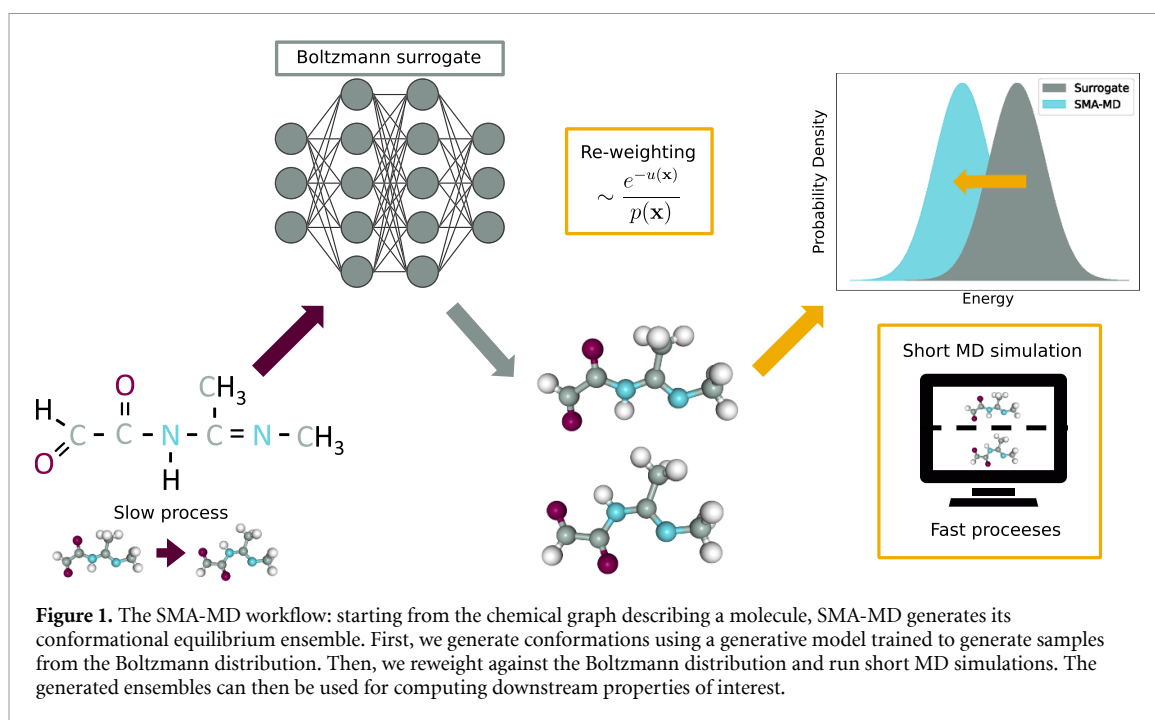 Boltzmann surrogate
Re-weighting
∼ e^{−u(x)} / p(x)
Surrogate
SMA-MD
Probability Density
Energy
O
H
C
C
O
N
H
CH3
C
N
CH3
Slow process
Short MD simulation
Fast proceeses
Figure 1. The SMA-MD workflow: starting from the chemical graph describing a molecule, SMA-MD generates its
conformational equilibrium ensemble. First, we generate conformations using a generative model trained to generate samples
from the Boltzmann distribution. Then, we reweight against the Boltzmann distribution and run short MD simulations. The
generated ensembles can then be used for computing downstream properties of interest.